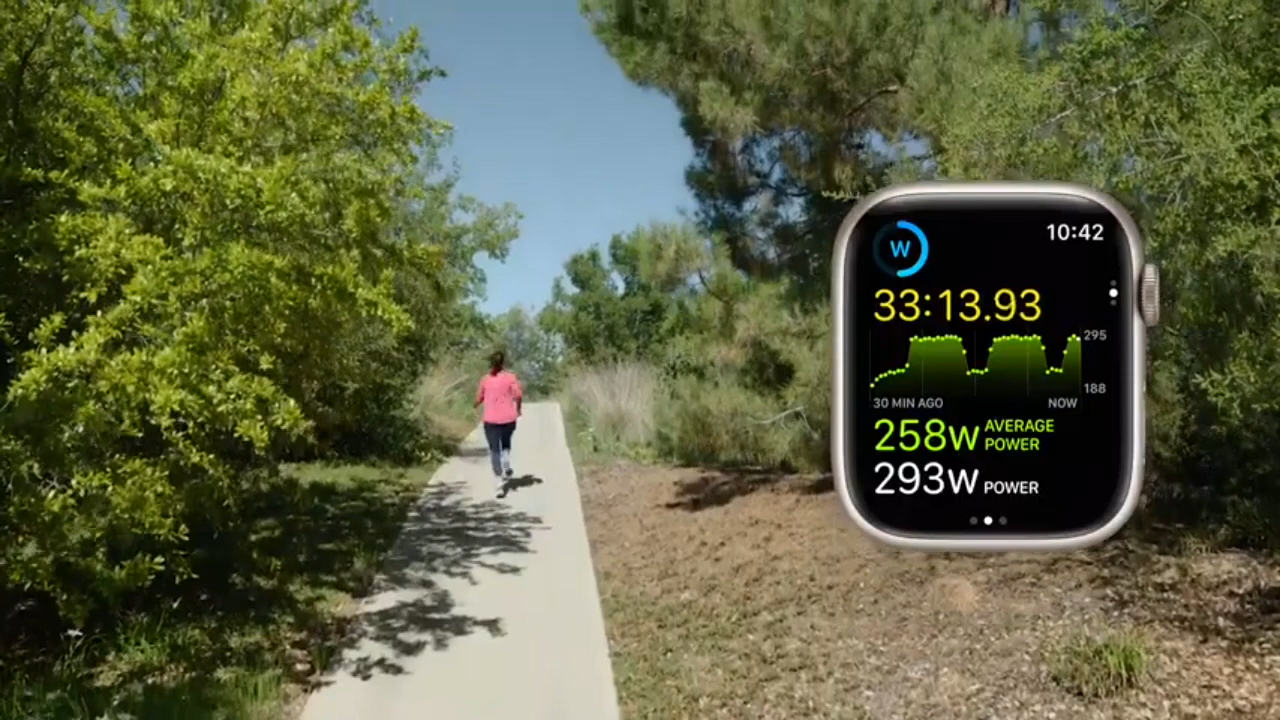 W
10:42
33:13.93
295
188
30 MIN AGO NOW
258W AVERAGE
POWER
293W POWER